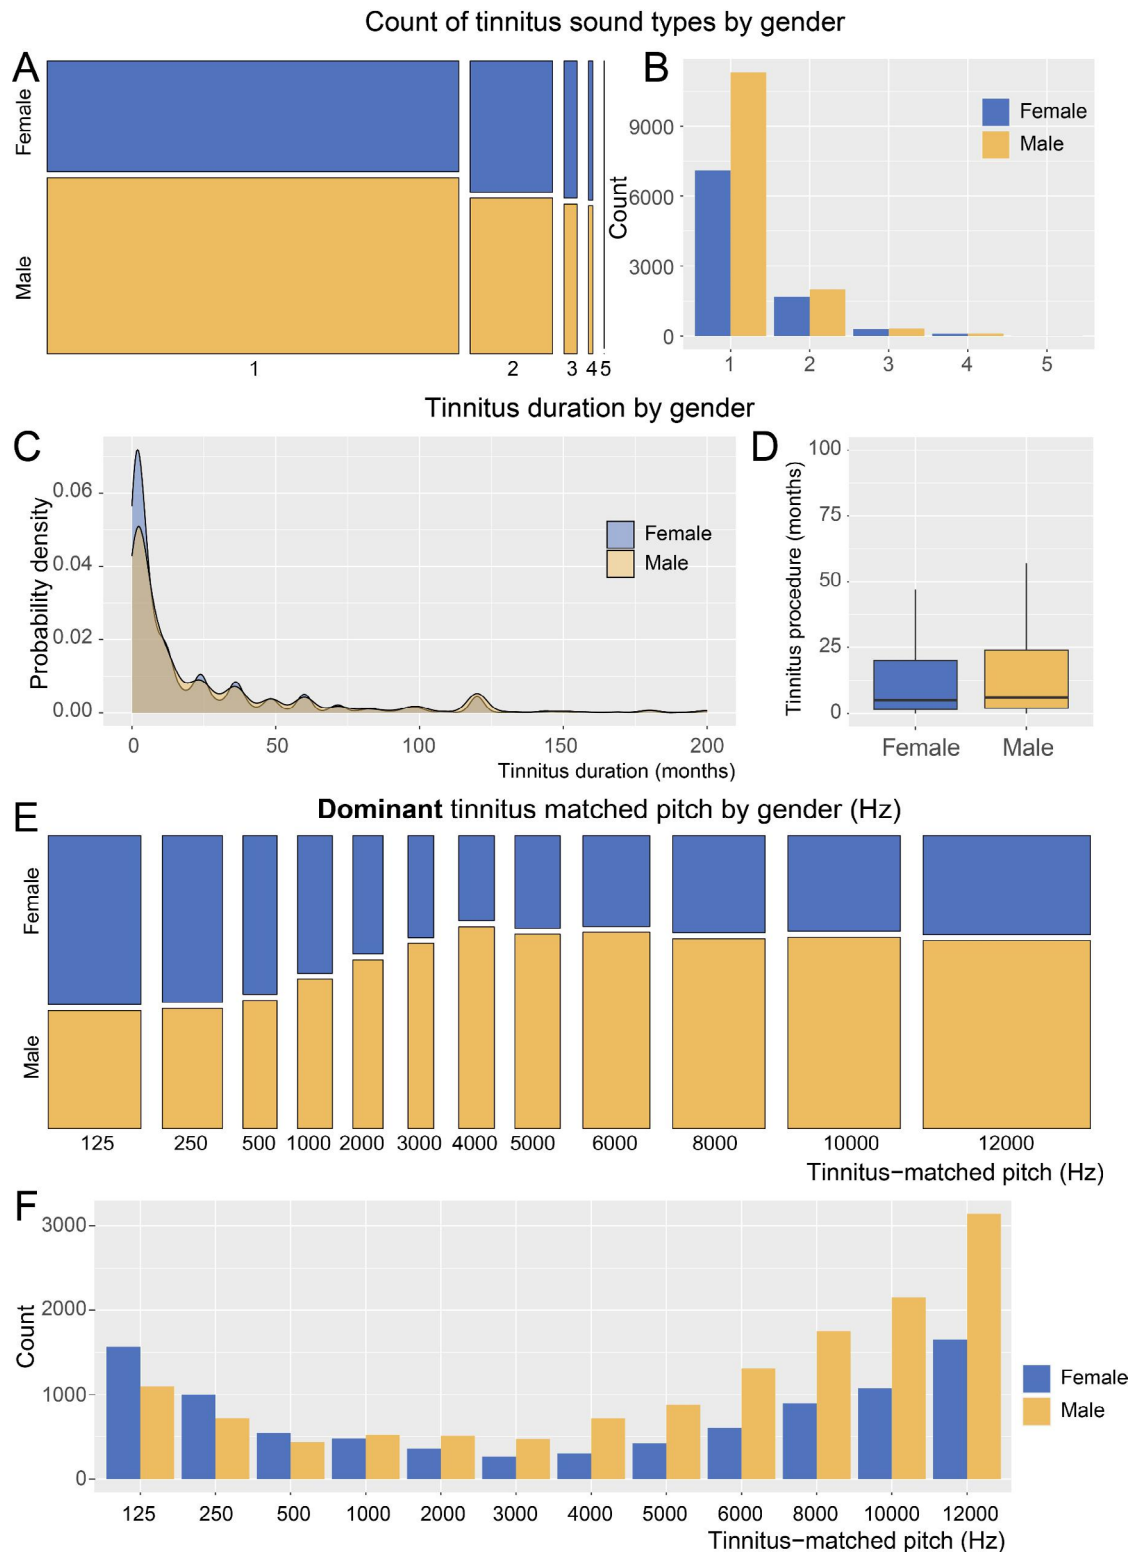 Count of tinnitus sound types by gender
A
Female
Male
1 2 3 4 5
B
Count
9000
6000
3000
0
Female
Male
1 2 3 4 5
Tinnitus duration by gender
C
Probability density
0.06
0.04
0.02
0.00
Female
Male
0 50 100 150 200
Tinnitus duration (months)
D
Tinnitus procedure (months)
100
75
50
25
0
Female Male
E
Dominant tinnitus matched pitch by gender (Hz)
Female
Male
125 250 500 1000 2000 3000 4000 5000 6000 8000 10000 12000
Tinnitus−matched pitch (Hz)
F
Count
3000
2000
1000
0
Female
Male
125 250 500 1000 2000 3000 4000 5000 6000 8000 10000 12000
Tinnitus−matched pitch (Hz)